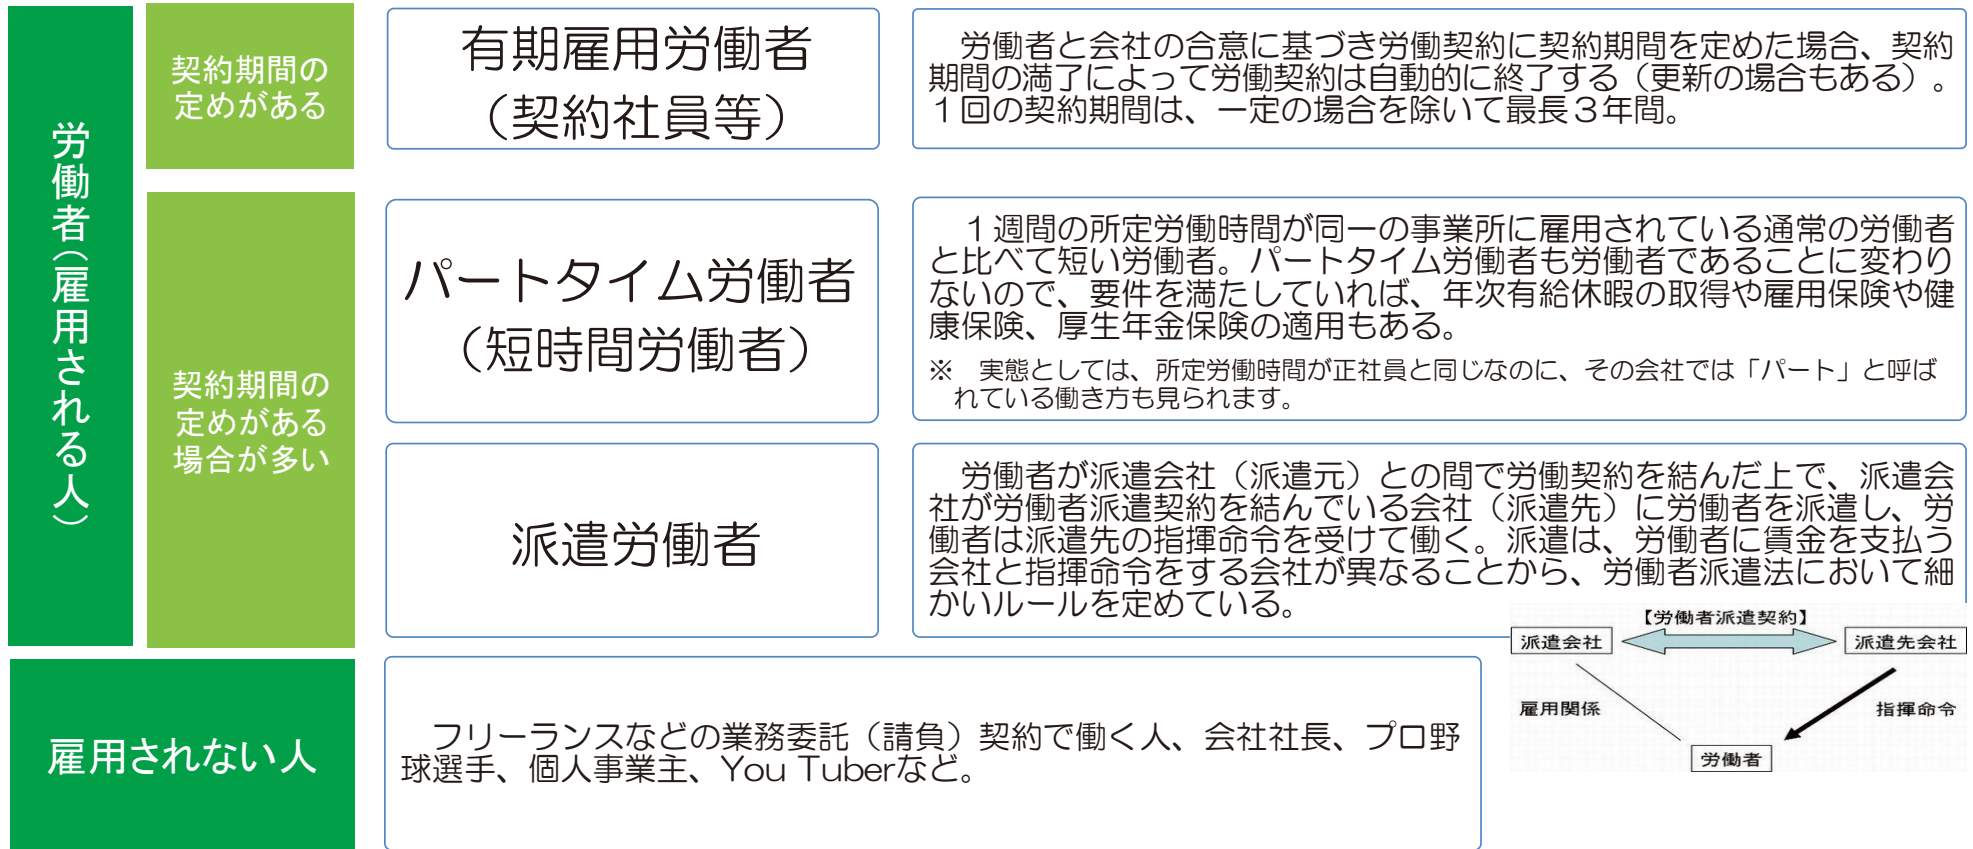 労働者（雇用される人）
契約期間の
定めがある
有期雇用労働者
（契約社員等）
　労働者と会社の合意に基づき労働契約に契約期間を定めた場合、契約
期間の満了によって労働契約は自動的に終了する（更新の場合もある）。
１回の契約期間は、一定の場合を除いて最長３年間。
契約期間の
定めがある
場合が多い
パートタイム労働者
（短時間労働者）
　１週間の所定労働時間が同一の事業所に雇用されている通常の労働者
と比べて短い労働者。パートタイム労働者も労働者であることに変わり
ないので、要件を満たしていれば、年次有給休暇の取得や雇用保険や健
康保険、厚生年金保険の適用もある。
※　実態としては、所定労働時間が正社員と同じなのに、その会社では「パート」と呼ば
れている働き方も見られます。
派遣労働者
　労働者が派遣会社（派遣元）との間で労働契約を結んだ上で、派遣会
社が労働者派遣契約を結んでいる会社（派遣先）に労働者を派遣し、労
働者は派遣先の指揮命令を受けて働く。派遣は、労働者に賃金を支払う
会社と指揮命令をする会社が異なることから、労働者派遣法において細
かいルールを定めている。
【労働者派遣契約】
派遣会社
派遣先会社
雇用関係
指揮命令
労働者
雇用されない人
　フリーランスなどの業務委託（請負）契約で働く人、会社社長、プロ野
球選手、個人事業主、You Tuberなど。